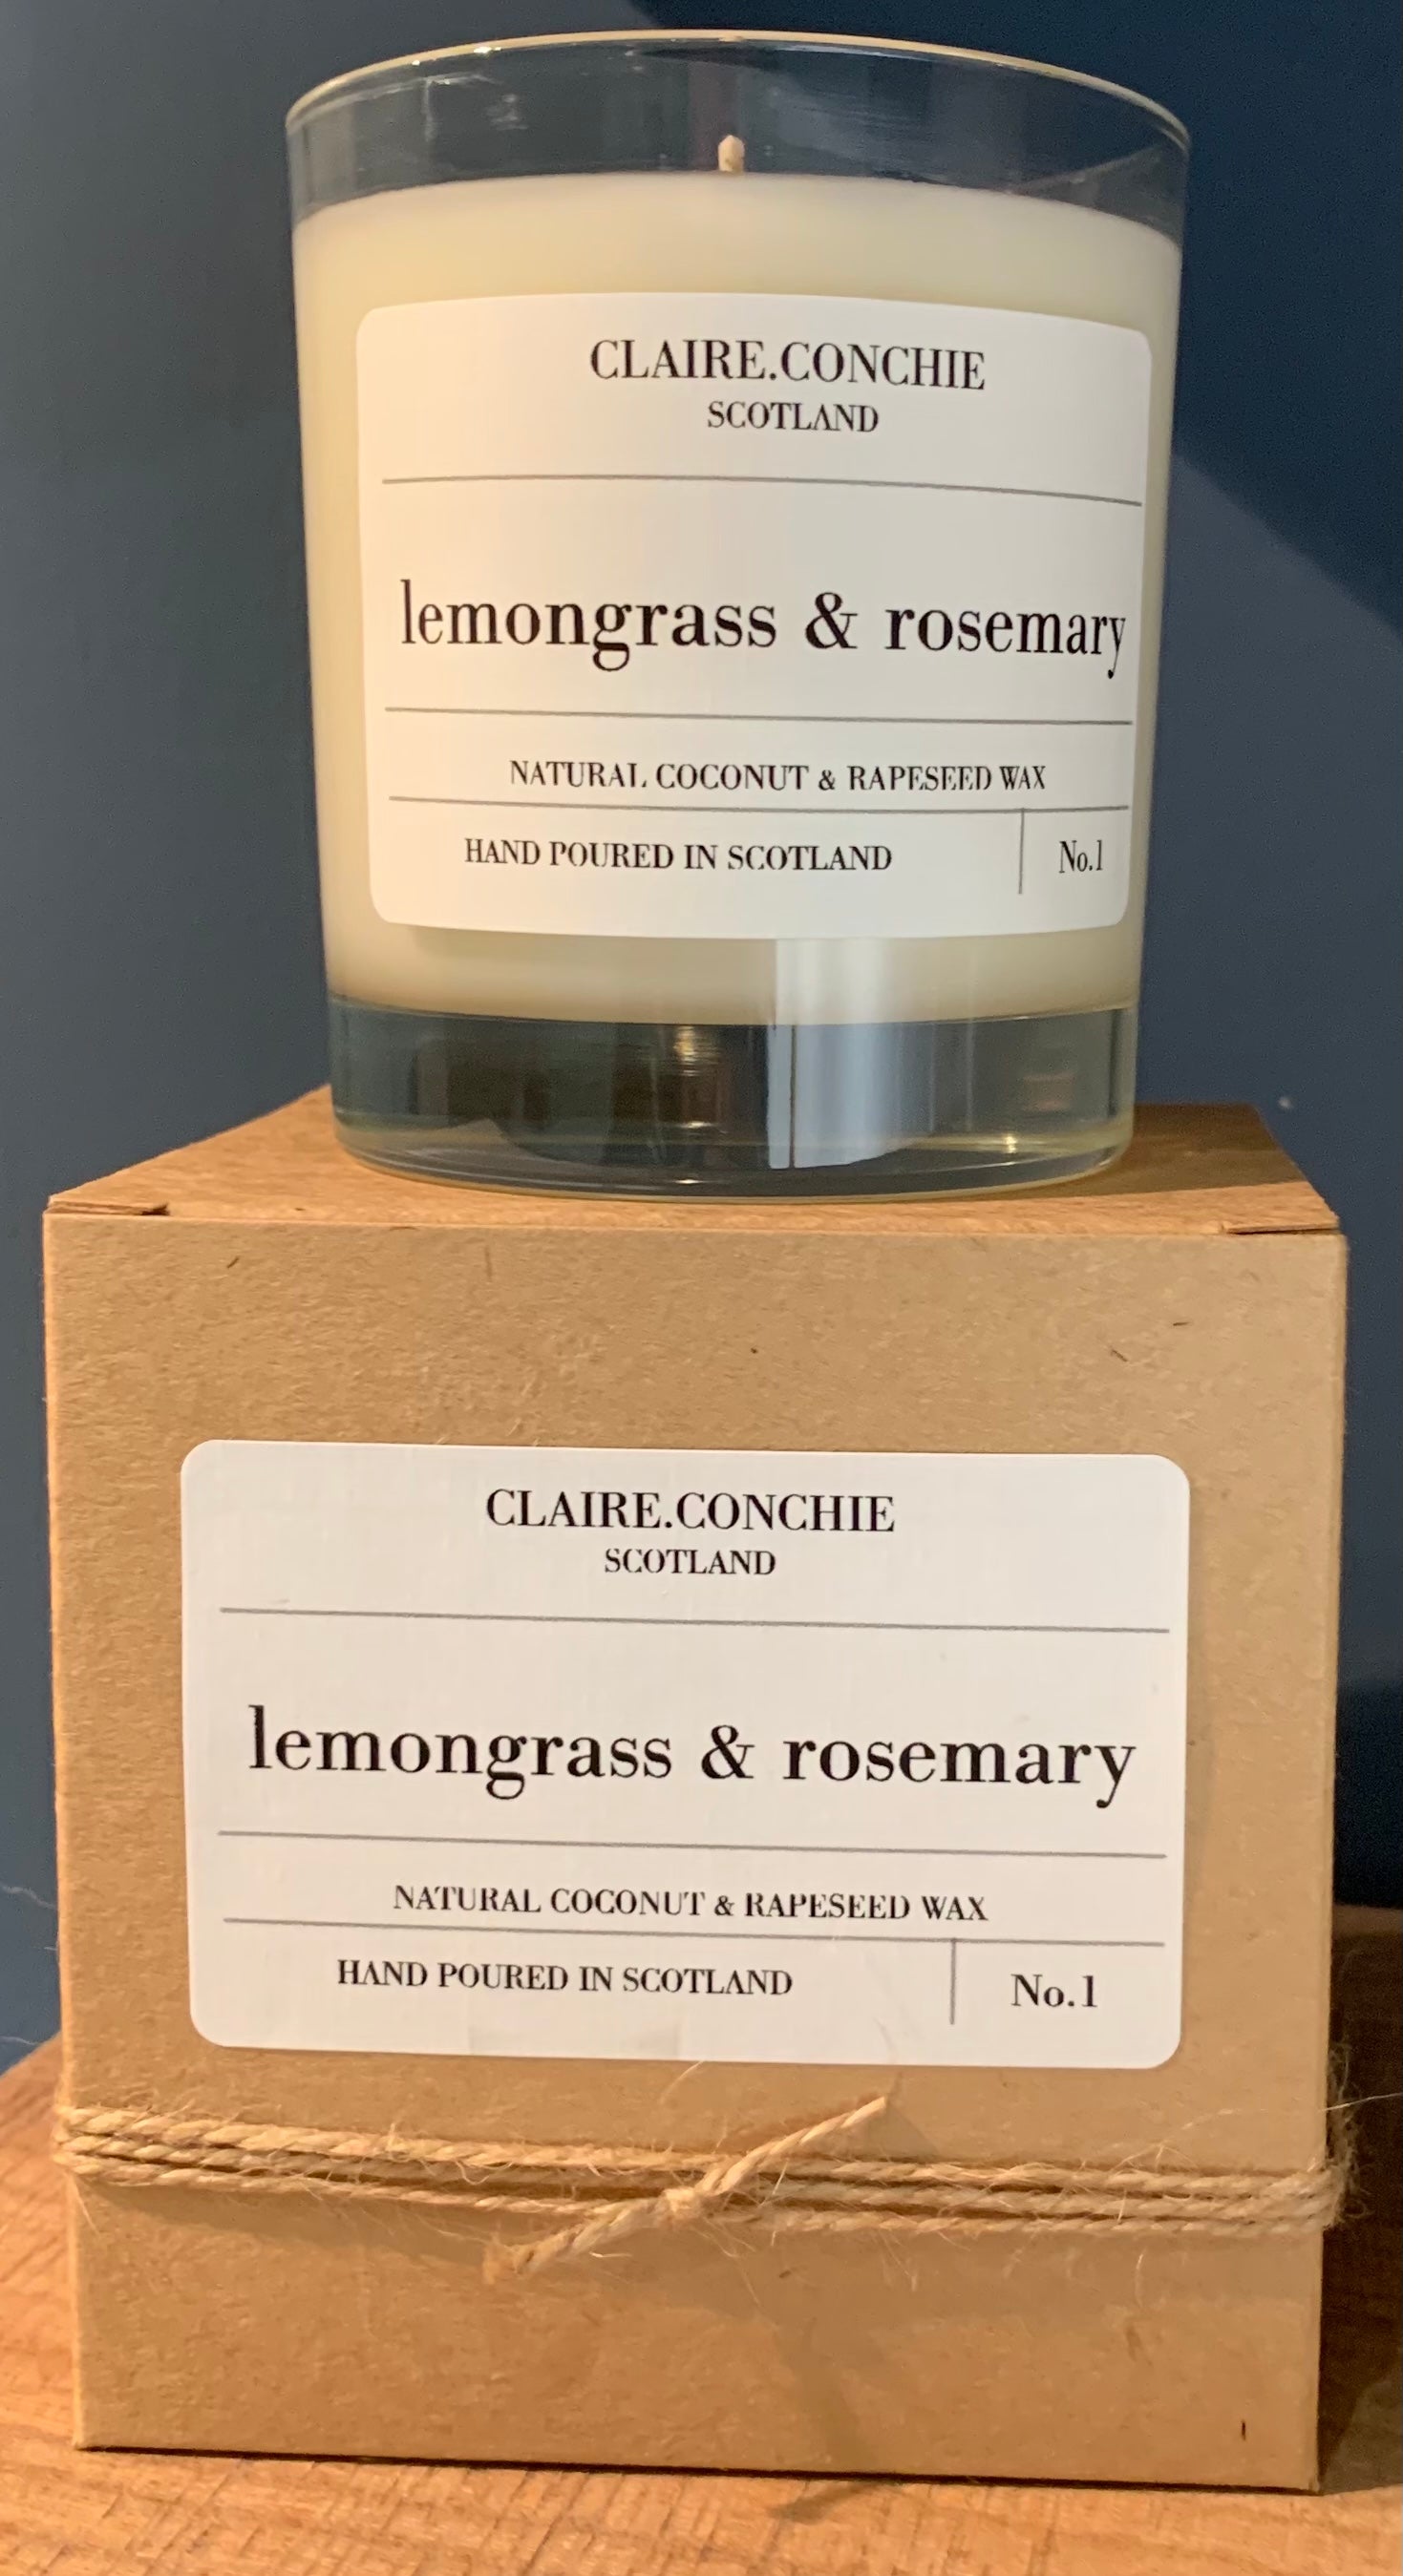 CLAIRE.CONCHIE
SCOTLAND
lemongrass & rosemary
NATURAL COCONUT & RAPESEED WAX
HAND POURED IN SCOTLAND
No.1
CLAIRE.CONCHIE
SCOTLAND
lemongrass & rosemary
NATURAL COCONUT & RAPESEED WAX
HAND POURED IN SCOTLAND
No.1